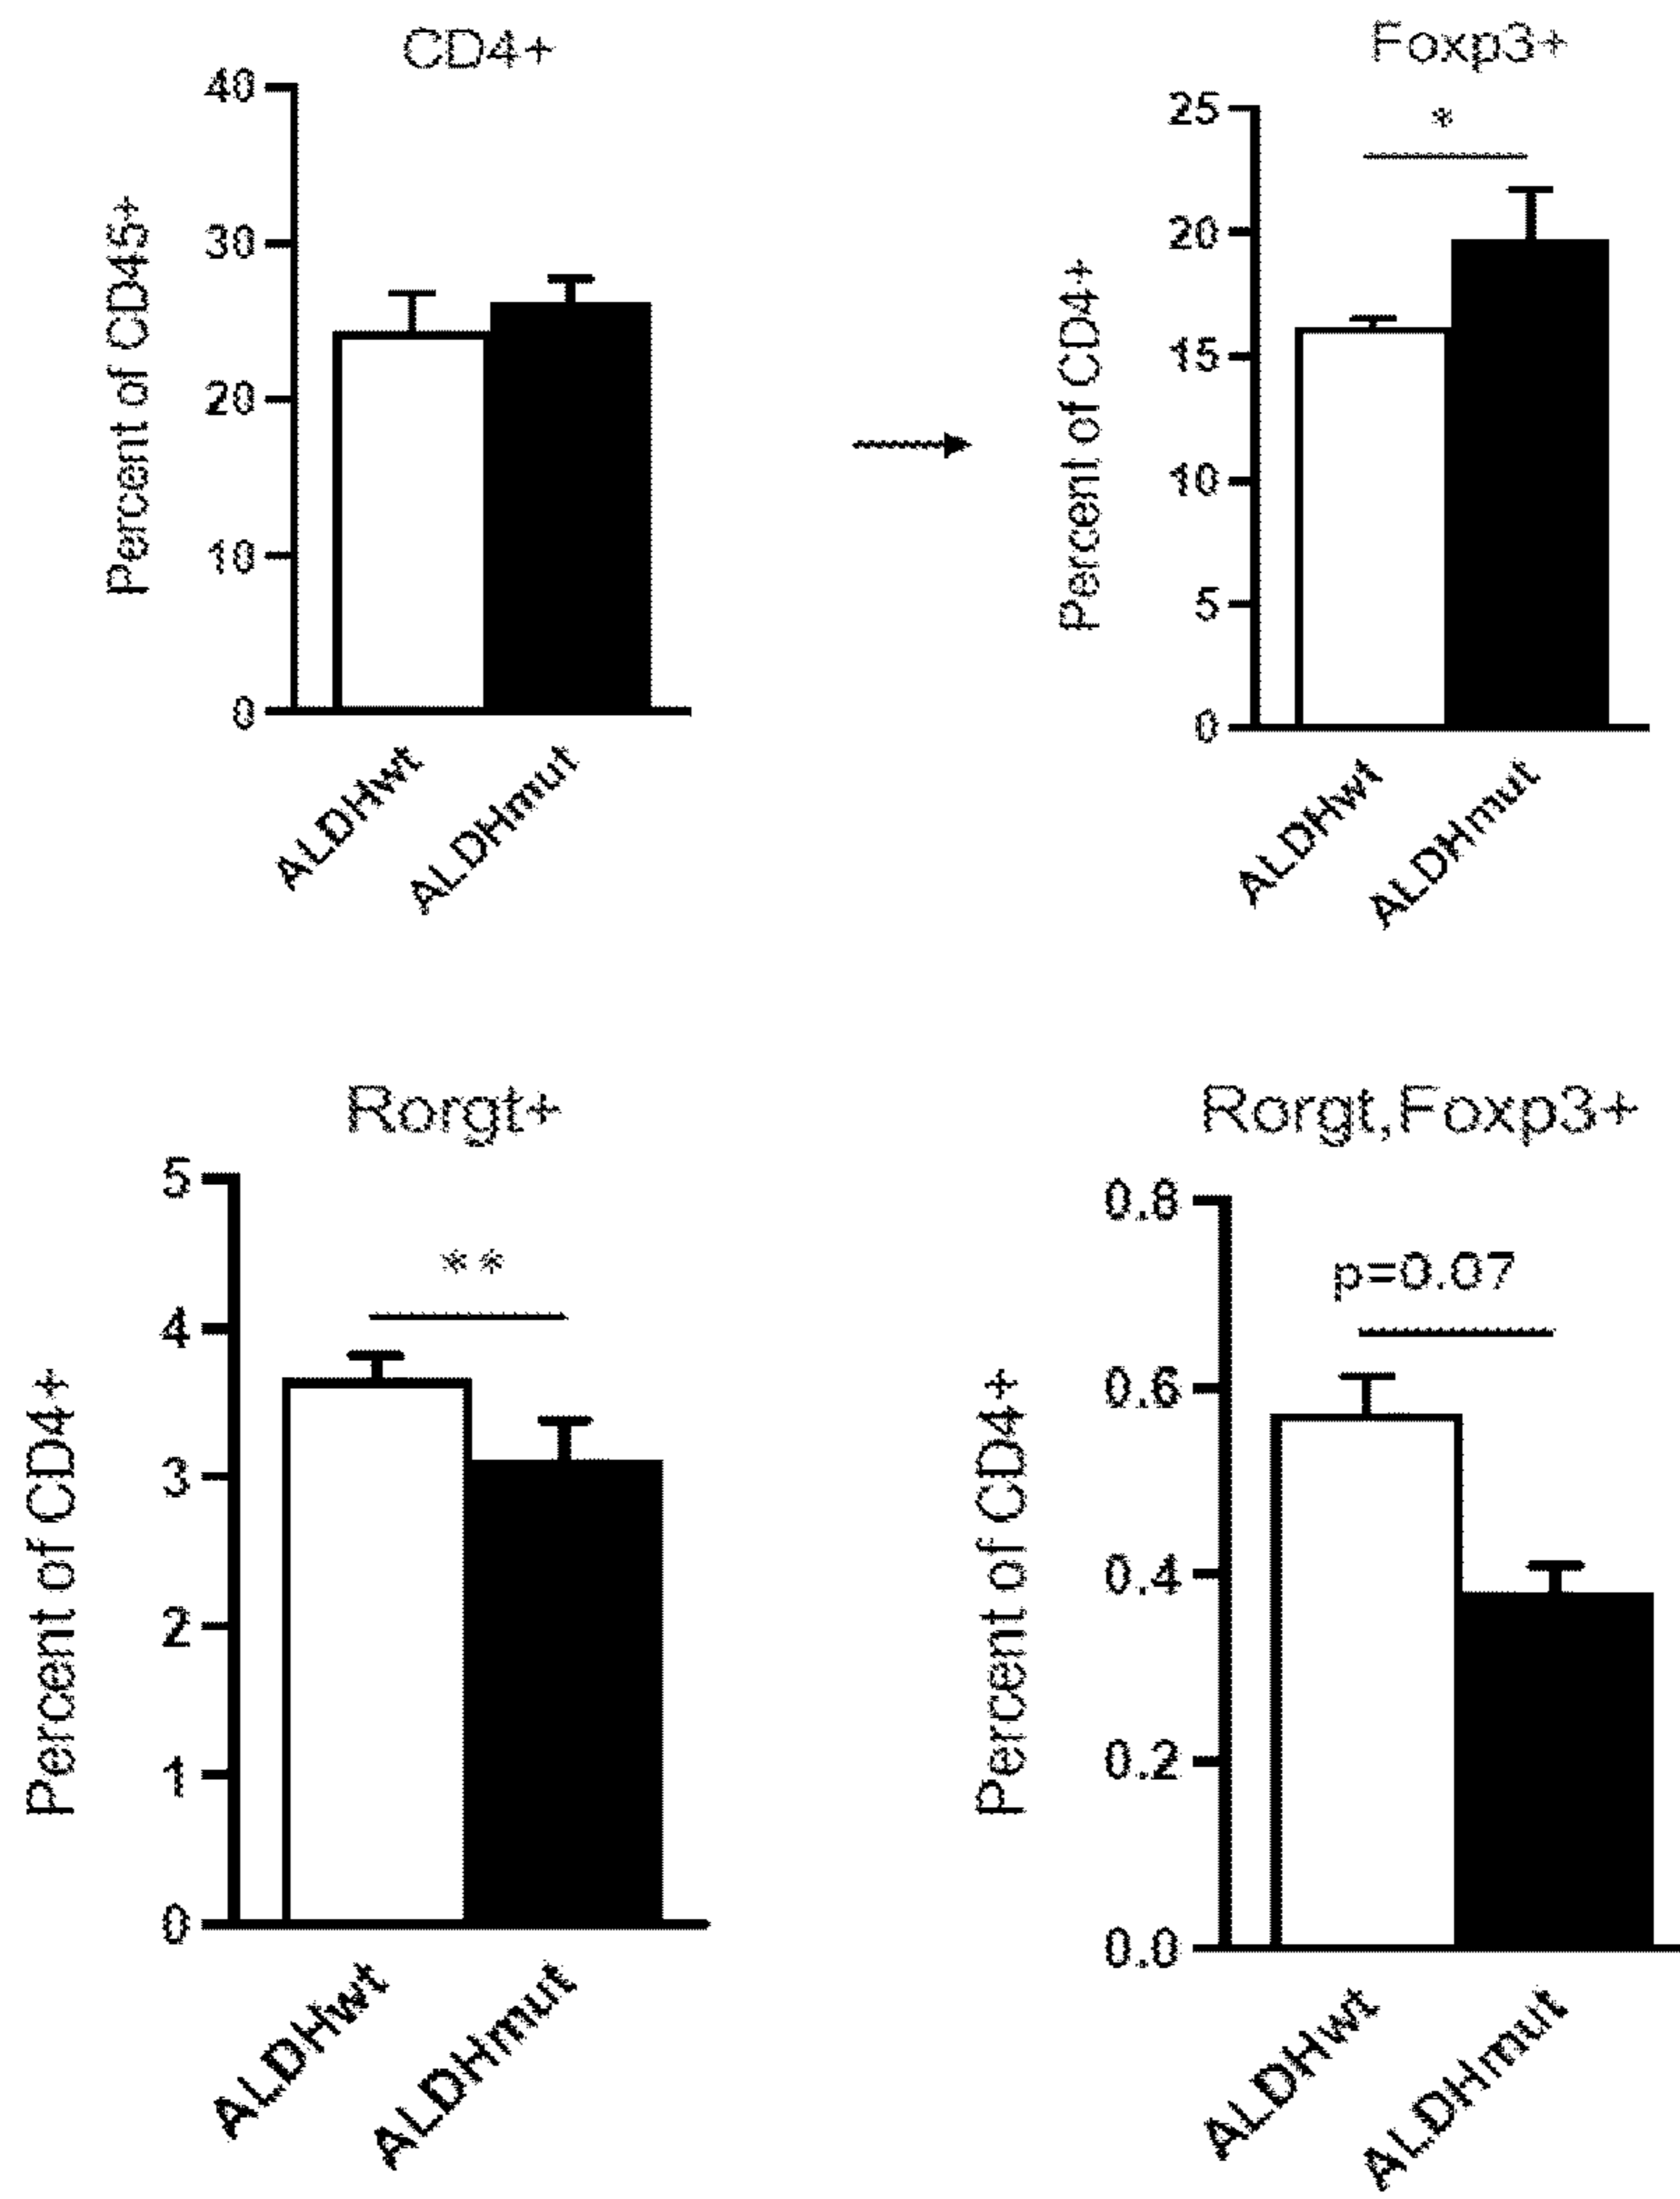 CD4+
Percent of CD45+
40
30
20
10
0
ALDHwt
ALDHmut
Foxp3+
*
Percent of CD4+
25
20
15
10
5
0
ALDHwt
ALDHmut
Rorgt+
**
Percent of CD4+
5
4
3
2
1
0
ALDHwt
ALDHmut
Rorgt,Foxp3+
p=0.07
Percent of CD4+
0.8
0.6
0.4
0.2
0.0
ALDHwt
ALDHmut